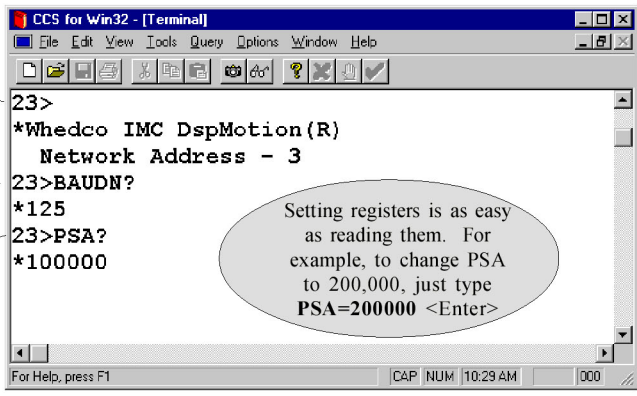 CCS for Win32 - [Terminal]
File Edit View Tools Query Options Window Help
23>
*Whedco IMC DspMotion(R)
Network Address - 3
23>BAUDN?
*125
23>PSA?
*100000
Setting registers is as easy
as reading them. For
example, to change PSA
to 200,000, just type
PSA=200000 <Enter>
For Help, press F1 CAP NUM 10:29 AM 000